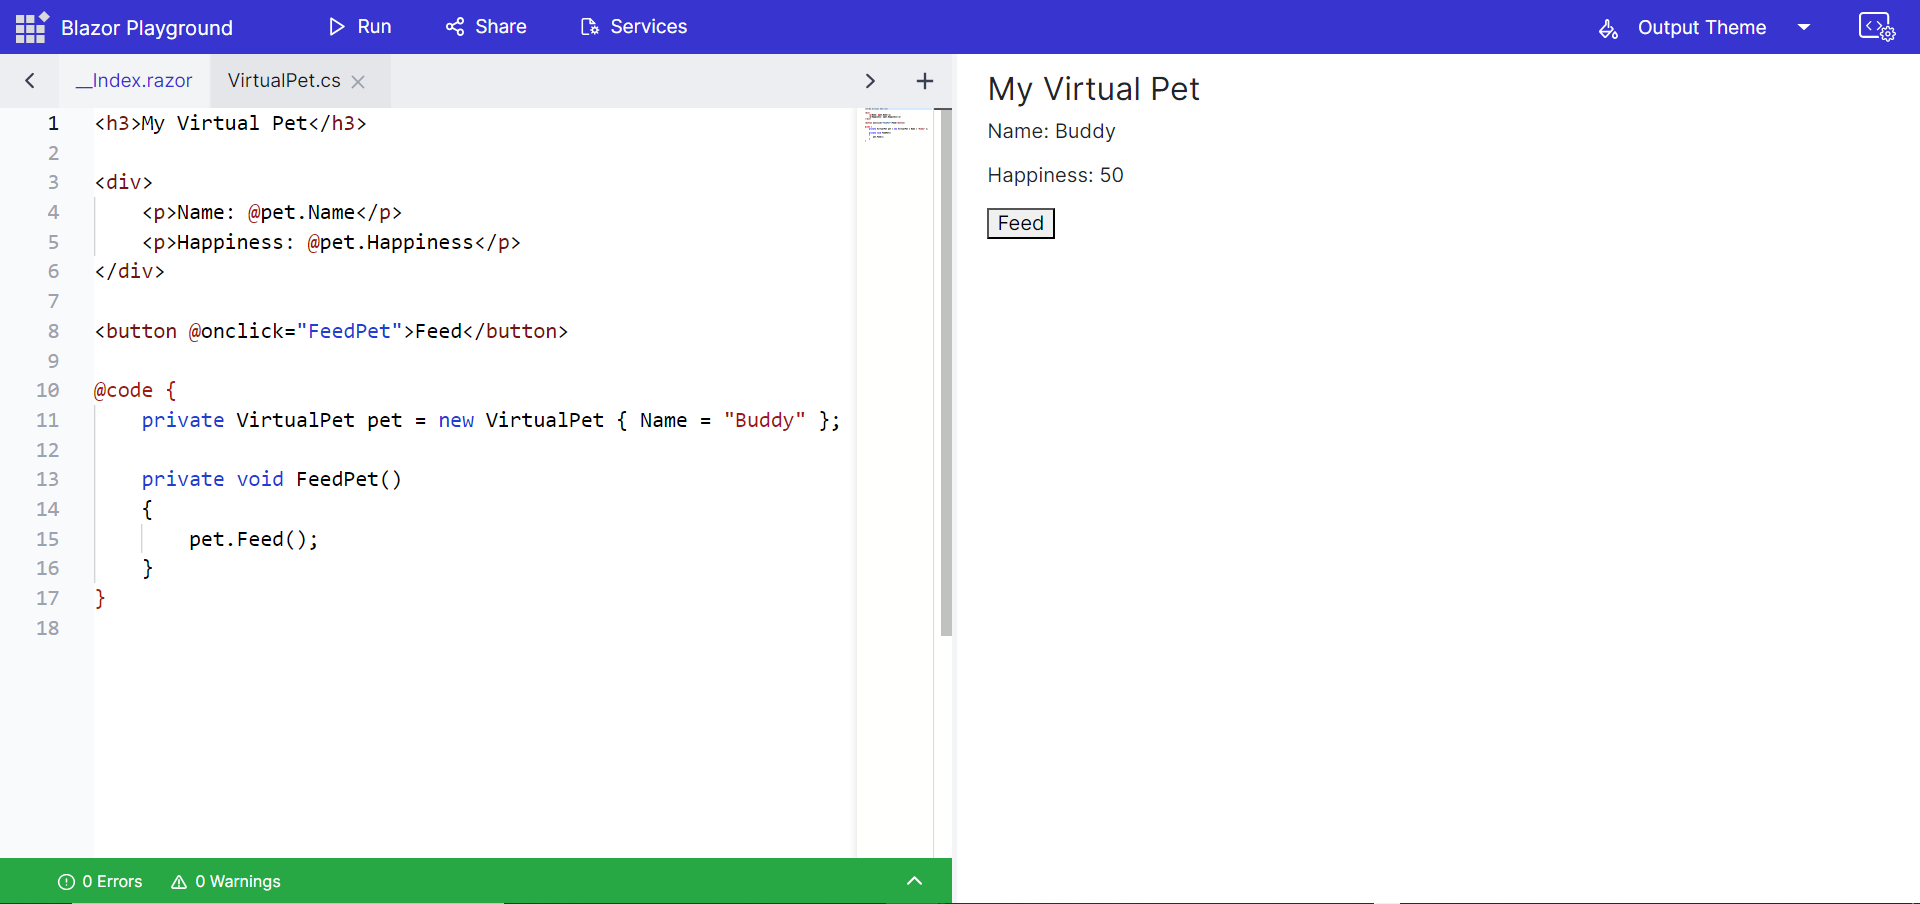 Blazor Playground
Run
Share
Services
Output Theme
__Index.razor
VirtualPet.cs
1 <h3>My Virtual Pet</h3>
2
3 <div>
4     <p>Name: @pet.Name</p>
5     <p>Happiness: @pet.Happiness</p>
6 </div>
7
8 <button @onclick="FeedPet">Feed</button>
9
10 @code {
11     private VirtualPet pet = new VirtualPet { Name = "Buddy" };
12
13     private void FeedPet()
14     {
15         pet.Feed();
16     }
17 }
18
0 Errors
0 Warnings
My Virtual Pet
Name: Buddy
Happiness: 50
Feed